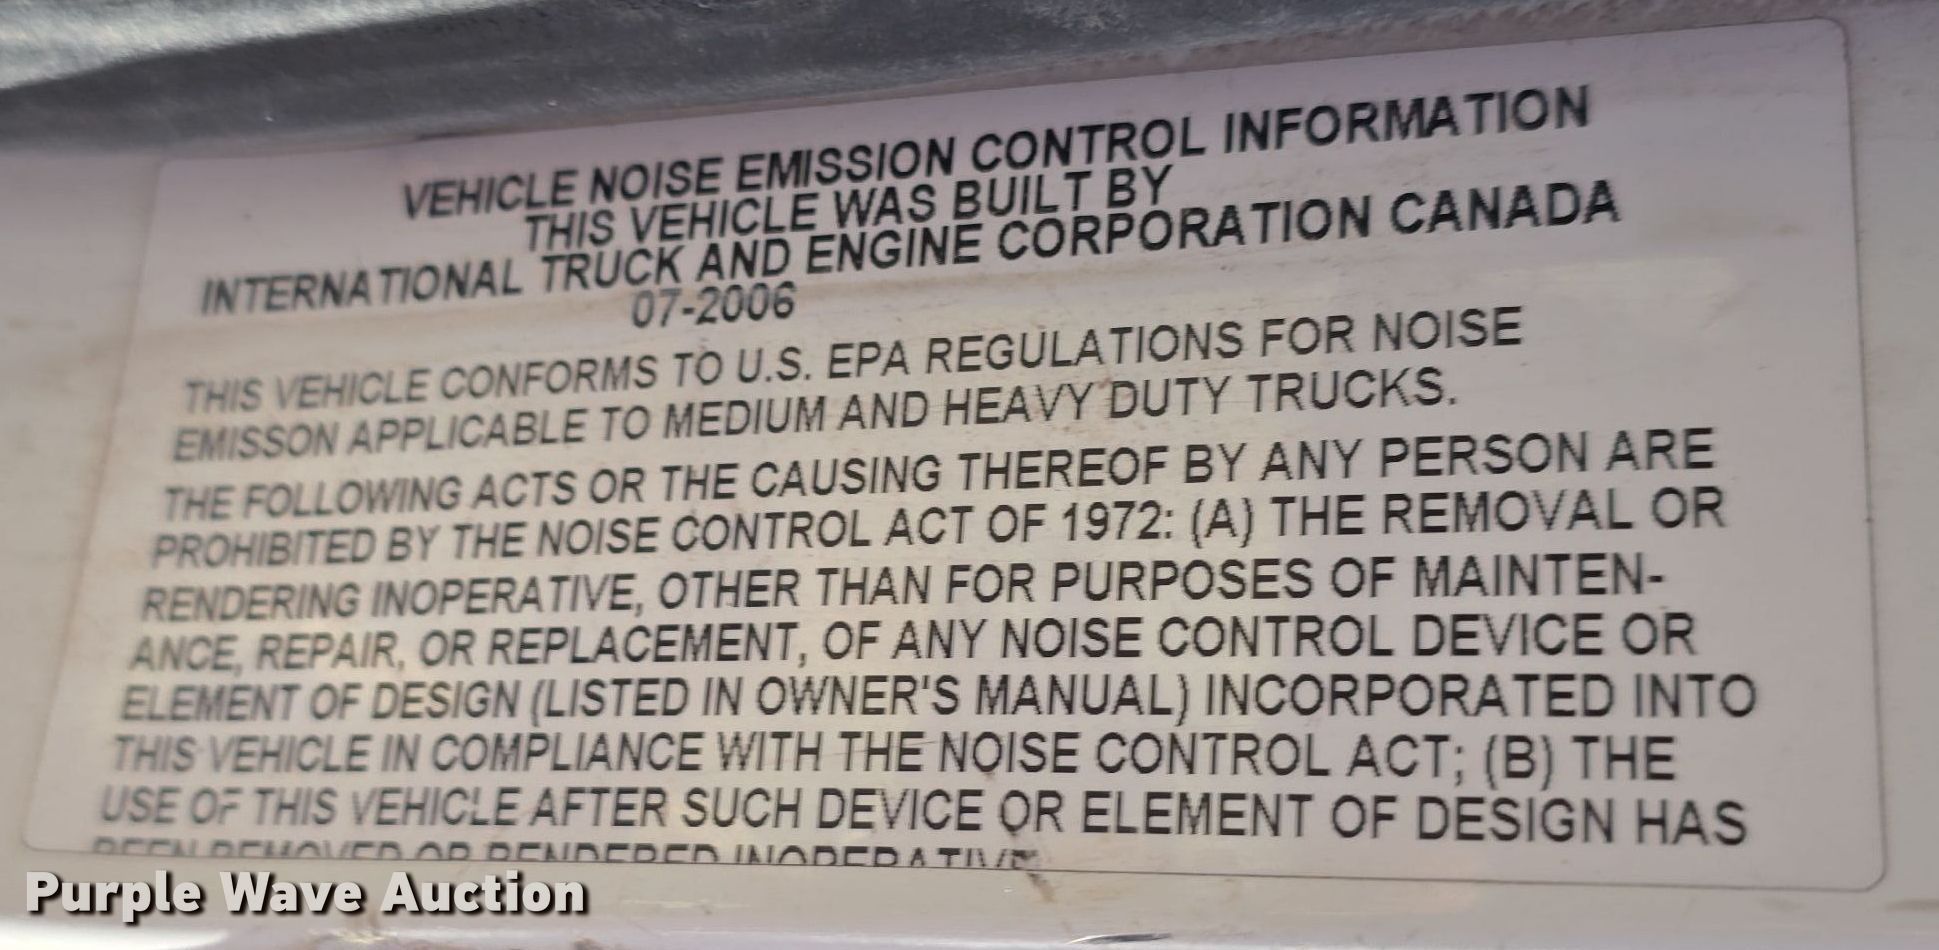 VEHICLE NOISE EMISSION CONTROL INFORMATION
THIS VEHICLE WAS BUILT BY
INTERNATIONAL TRUCK AND ENGINE CORPORATION CANADA
07-2006
THIS VEHICLE CONFORMS TO U.S. EPA REGULATIONS FOR NOISE
EMISSON APPLICABLE TO MEDIUM AND HEAVY DUTY TRUCKS.
THE FOLLOWING ACTS OR THE CAUSING THEREOF BY ANY PERSON ARE
PROHIBITED BY THE NOISE CONTROL ACT OF 1972: (A) THE REMOVAL OR
RENDERING INOPERATIVE, OTHER THAN FOR PURPOSES OF MAINTEN-
ANCE, REPAIR, OR REPLACEMENT, OF ANY NOISE CONTROL DEVICE OR
ELEMENT OF DESIGN (LISTED IN OWNER'S MANUAL) INCORPORATED INTO
THIS VEHICLE IN COMPLIANCE WITH THE NOISE CONTROL ACT; (B) THE
USE OF THIS VEHICLE AFTER SUCH DEVICE OR ELEMENT OF DESIGN HAS
BEEN REMOVED OR RENDERED INOPERATIVE
Purple Wave Auction